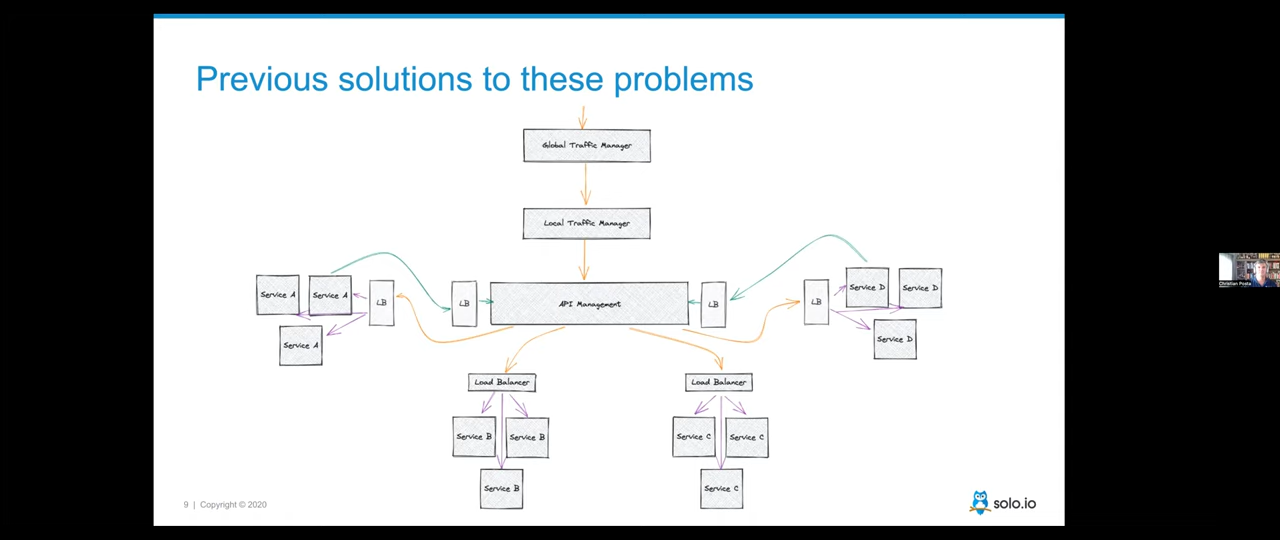 Previous solutions to these problems
Global Traffic Manager
Local Traffic Manager
API Management
LB
LB
LB
LB
Service A
Service A
Service A
Service D
Service D
Service D
Load Balancer
Load Balancer
Service B
Service B
Service B
Service C
Service C
Service C
9 | Copyright © 2020
solo.io
Christian Posta